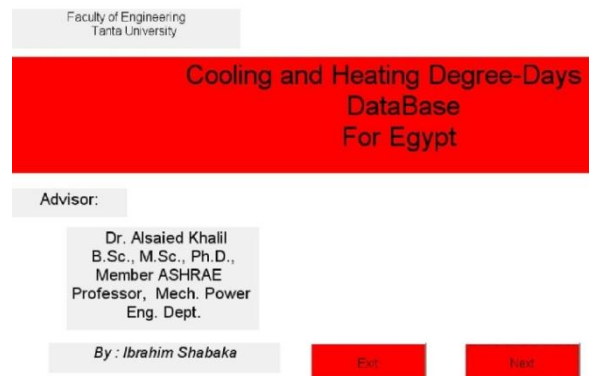 Faculty of Engineering
Tanta University
Cooling and Heating Degree-Days
DataBase
For Egypt
Advisor:
Dr. Alsaied Khalil
B.Sc., M.Sc., Ph.D.,
Member ASHRAE
Professor, Mech. Power
Eng. Dept.
By : Ibrahim Shabaka
Exit
Next